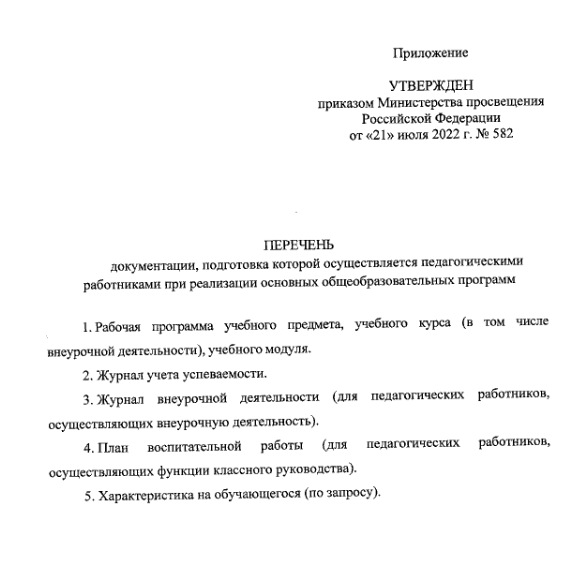 Приложение
УТВЕРЖДЕН
приказом Министерства просвещения
Российской Федерации
от «21» июля 2022 г. № 582
ПЕРЕЧЕНЬ
документации, подготовка которой осуществляется педагогическими
работниками при реализации основных общеобразовательных программ
1. Рабочая программа учебного предмета, учебного курса (в том числе
внеурочной деятельности), учебного модуля.
2. Журнал учета успеваемости.
3. Журнал внеурочной деятельности (для педагогических работников,
осуществляющих внеурочную деятельность).
4. План воспитательной работы (для педагогических работников,
осуществляющих функции классного руководства).
5. Характеристика на обучающегося (по запросу).